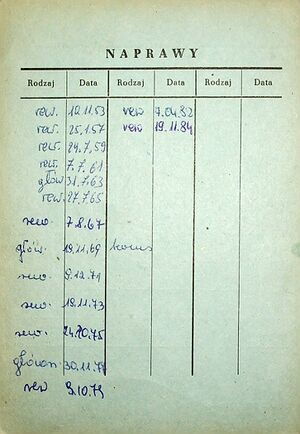 NAPRAWY
Rodzaj Data Rodzaj Data Rodzaj Data
rew. 12.11.53 rew 7.04.82
rew. 25.1.57 rew 19.11.84
rew. 24.7.59
rew. 7.7.61
głów. 31.7.63
rew. 27.7.65
rew. 7.8.67
głów. 19.11.69
rew. 9.12.71
rew. 19.11.73
rew. 24.10.75
główna. 30.11.77
rew 9.10.79